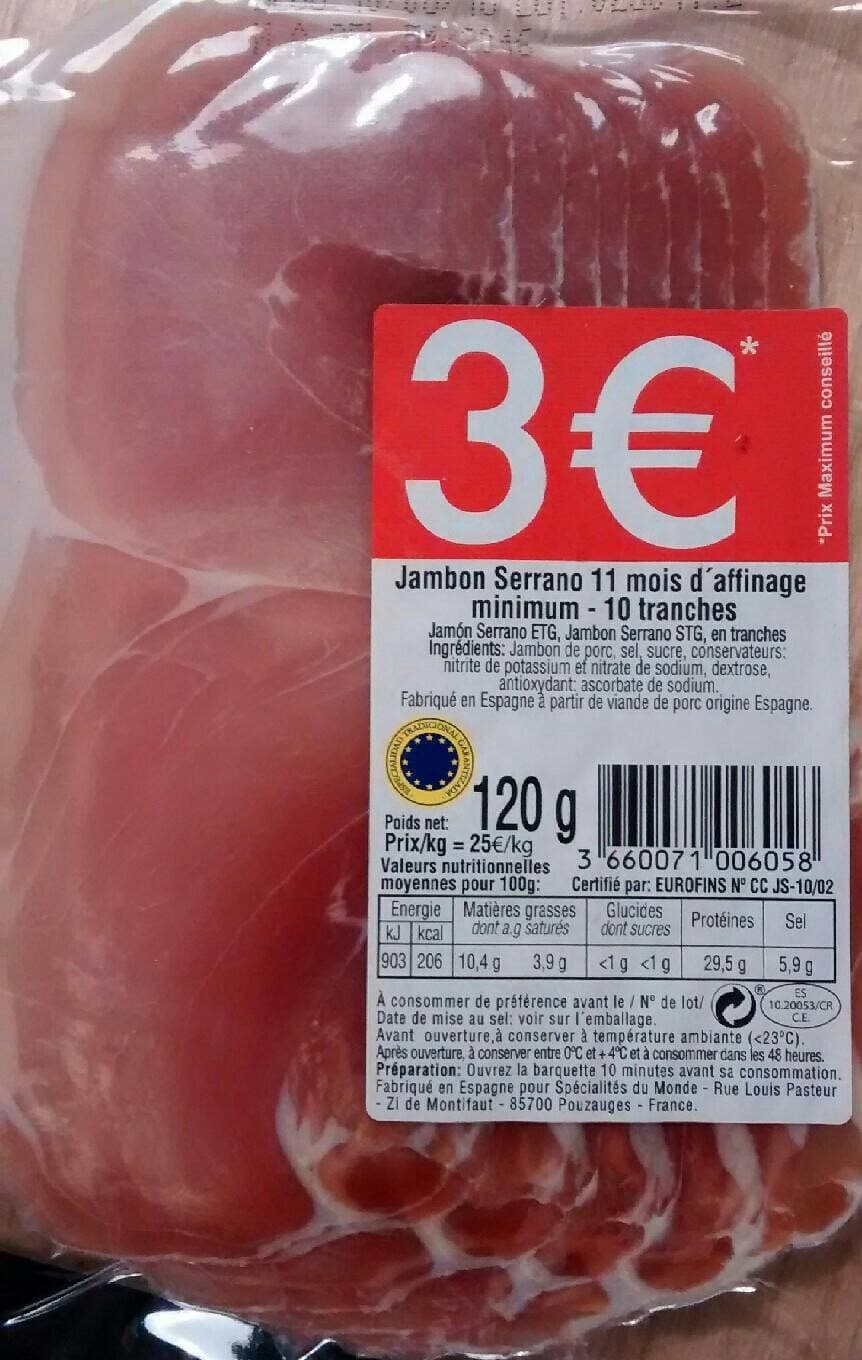 3€*
*Prix Maximum conseillé
Jambon Serrano 11 mois d´affinage
minimum - 10 tranches
Jamón Serrano ETG, Jambon Serrano STG, en tranches
Ingrédients: Jambon de porc, sel, sucre, conservateurs:
nitrite de potassium et nitrate de sodium, dextrose,
antioxydant: ascorbate de sodium.
Fabriqué en Espagne à partir de viande de porc origine Espagne.
ESPECIALIDAD TRADICIONAL GARANTIZADA
Poids net: 120 g
Prix/kg = 25€/kg
3 660071 006058
Valeurs nutritionnelles
moyennes pour 100g:
Certifié par: EUROFINS Nº CC JS-10/02
Energie Matières grasses Glucides Protéines Sel
kJ kcal dont a.g saturés dont sucres
903 206 10,4 g 3,9 g <1 g <1 g 29,5 g 5,9 g
À consommer de préférence avant le / N° de lot/
Date de mise au sel: voir sur l´emballage.
®
ES
10.20053/CR
C.E.
Avant ouverture,à conserver à température ambiante (<23ºC).
Après ouverture, à conserver entre 0ºC et +4ºC et à consommer dans les 48 heures.
Préparation: Ouvrez la barquette 10 minutes avant sa consommation.
Fabriqué en Espagne pour Spécialités du Monde - Rue Louis Pasteur
- Zi de Montifaut - 85700 Pouzauges - France.